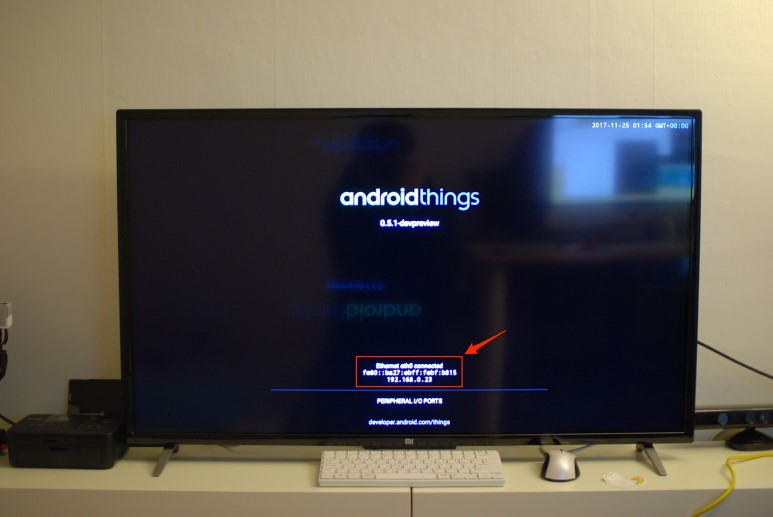 2017-11-25 01:54 GMT+00:00
androidthings
0.5.1-devpreview
Ethernet eth0 connected
fe80::ba27:ebff:febf:b815
192.168.0.23
PERIPHERAL I/O PORTS
developer.android.com/things
mi